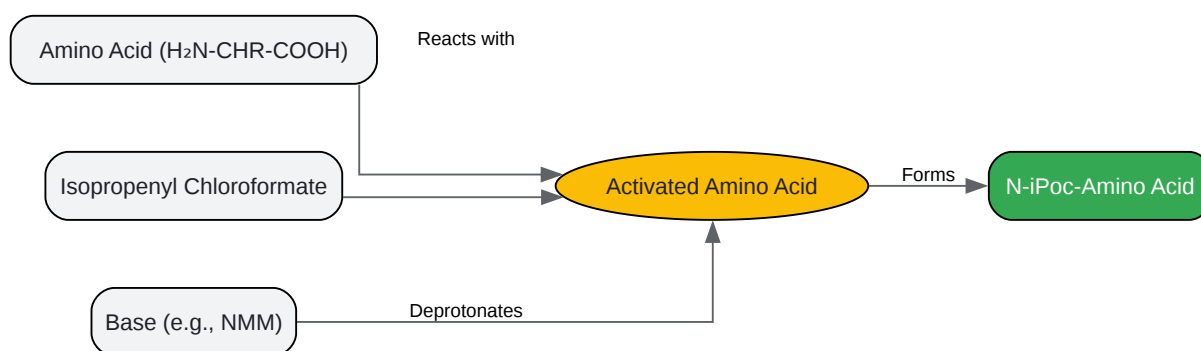 Amino Acid (H₂N-CHR-COOH)
Reacts with
Isopropenyl Chloroformate
Activated Amino Acid
Forms
N-iPoc-Amino Acid
Base (e.g., NMM)
Deprotonates